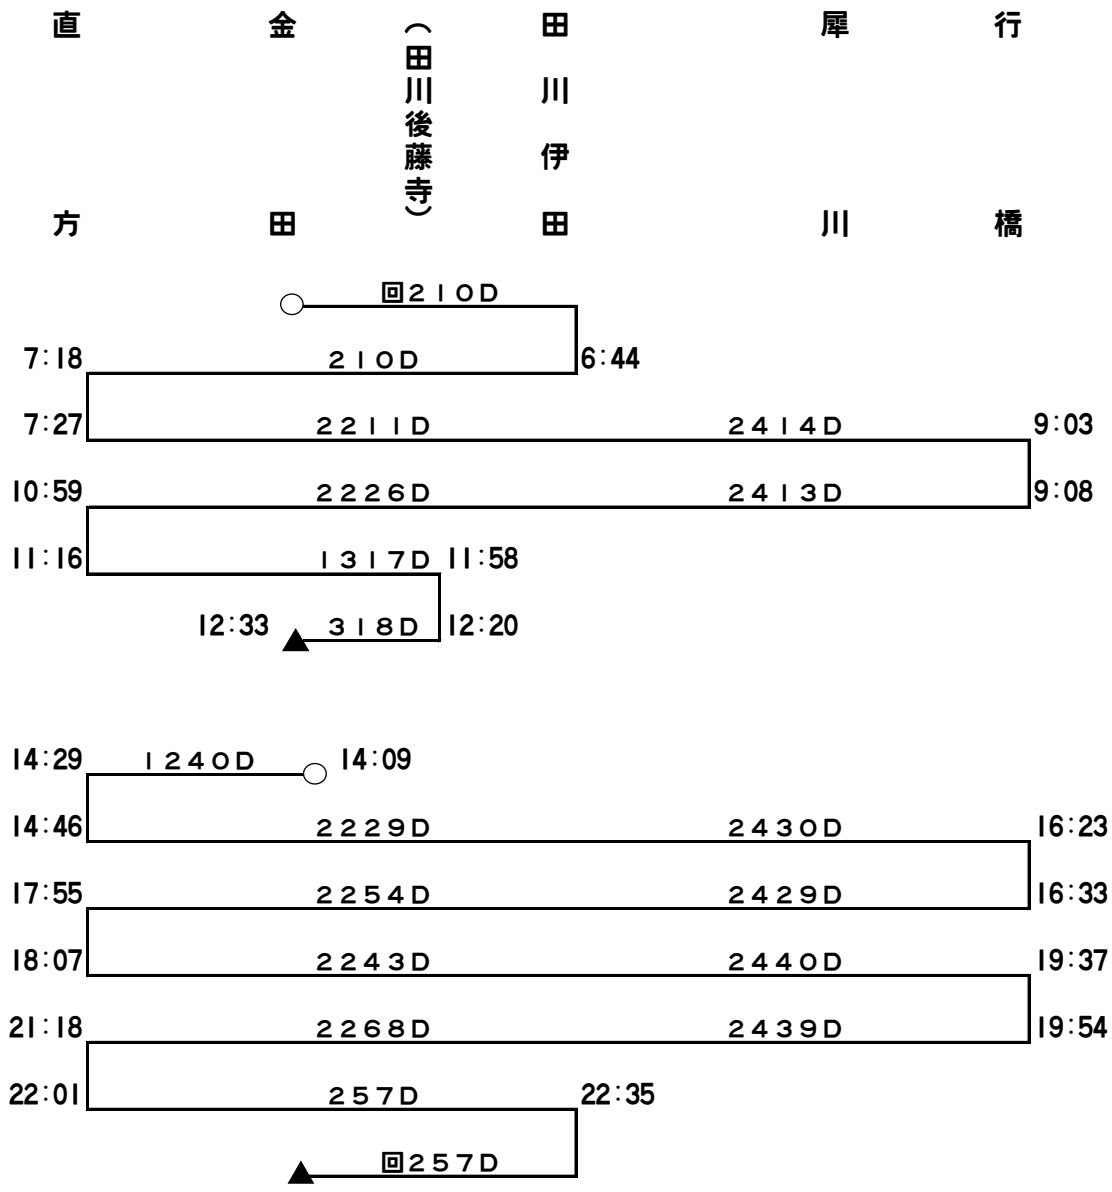 直方
金田
（田川後藤寺）
田川伊田
犀川
行橋
回210D
7:18 210D 6:44
7:27 2211D 2414D 9:03
10:59 2226D 2413D 9:08
11:16 1317D 11:58
12:33 318D 12:20
14:29 1240D 14:09
14:46 2229D 2430D 16:23
17:55 2254D 2429D 16:33
18:07 2243D 2440D 19:37
21:18 2268D 2439D 19:54
22:01 257D 22:35
回257D